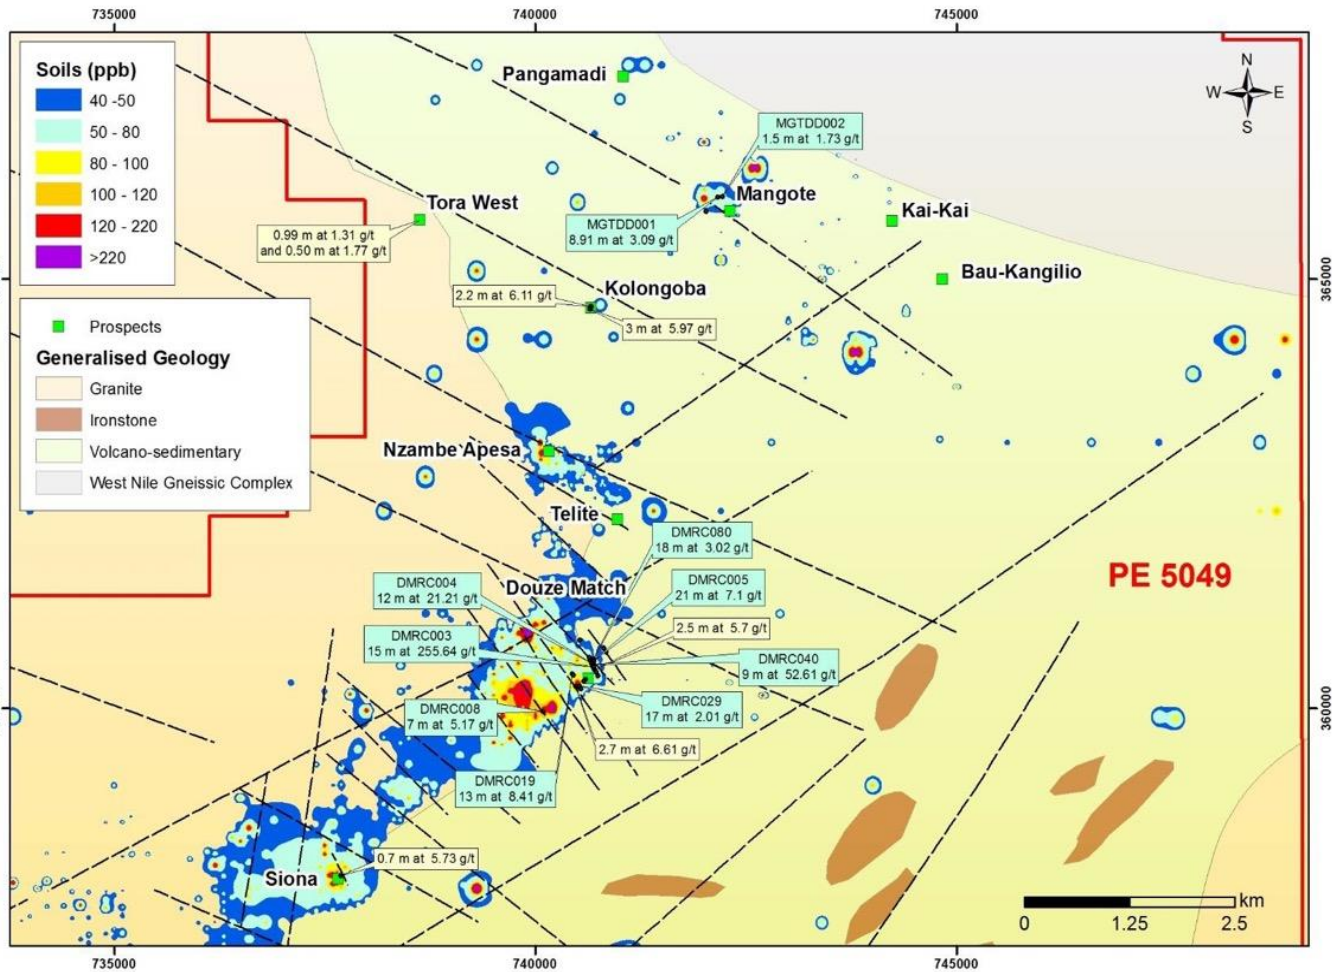 735000
740000
745000
Soils (ppb)
40 -50
50 - 80
80 - 100
100 - 120
120 - 220
>220
Prospects
Generalised Geology
Granite
Ironstone
Volcano-sedimentary
West Nile Gneissic Complex
N
W
E
S
Pangamadi
MGTDD002
1.5 m at 1.73 g/t
Mangote
Tora West
Kai-Kai
MGTDD001
8.91 m at 3.09 g/t
0.99 m at 1.31 g/t
and 0.50 m at 1.77 g/t
Bau-Kangilio
365000
365000
Kolongoba
2.2 m at 6.11 g/t
3 m at 5.97 g/t
Nzambe Apesa
Telite
DMRC080
18 m at 3.02 g/t
PE 5049
Douze Match
DMRC004
12 m at 21.21 g/t
DMRC005
21 m at 7.1 g/t
2.5 m at 5.7 g/t
DMRC003
15 m at 255.64 g/t
DMRC040
9 m at 52.61 g/t
DMRC029
17 m at 2.01 g/t
DMRC008
7 m at 5.17 g/t
360000
360000
2.7 m at 6.61 g/t
DMRC019
13 m at 8.41 g/t
0.7 m at 5.73 g/t
Siona
km
0
1.25
2.5
735000
740000
745000